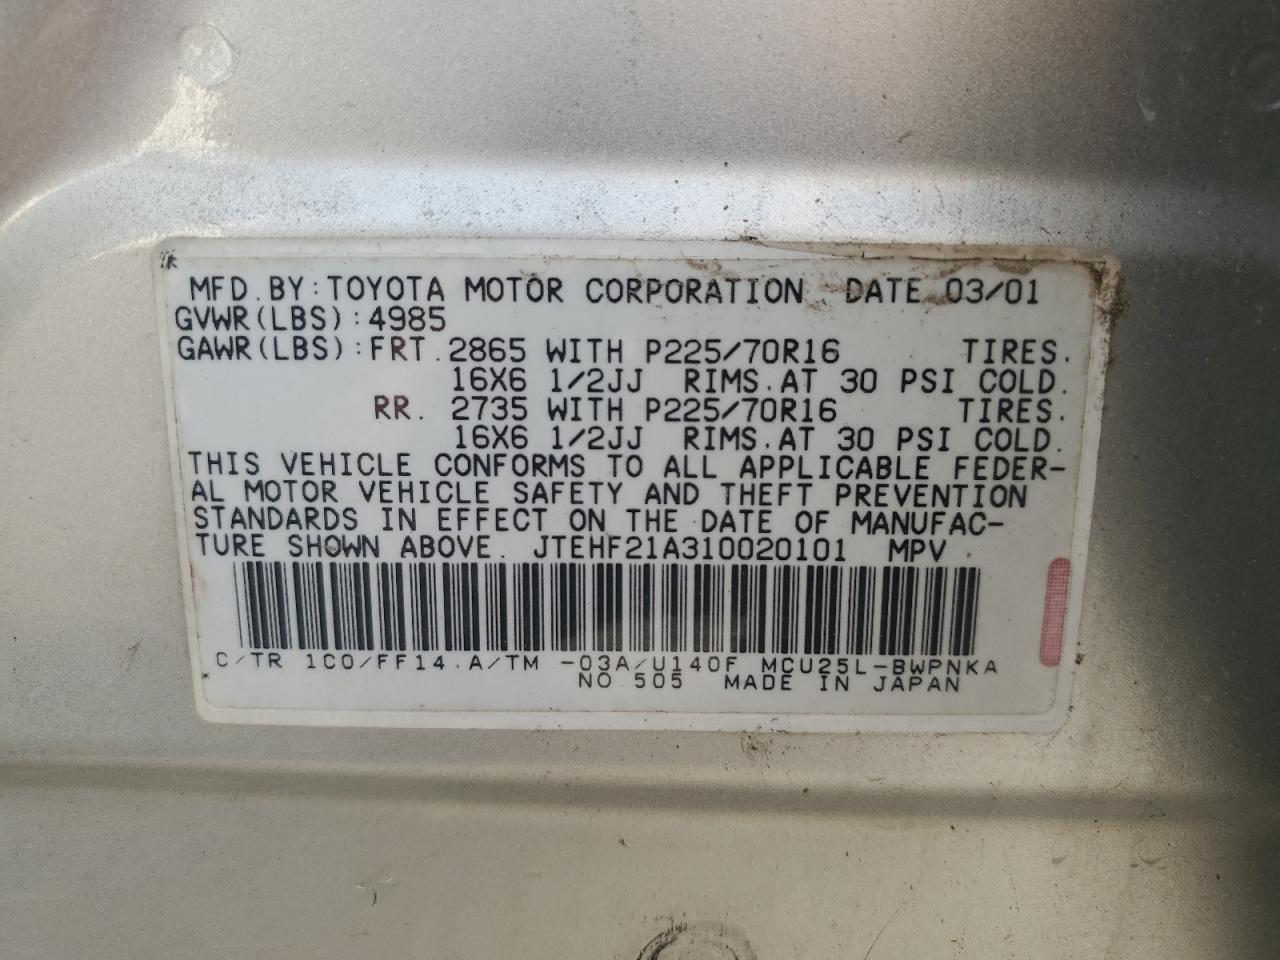 MFD.BY:TOYOTA MOTOR CORPORATION DATE 03/01
GVWR(LBS):4985
GAWR(LBS):FRT.2865 WITH P225/70R16 TIRES.
16X6 1/2JJ RIMS.AT 30 PSI COLD.
RR. 2735 WITH P225/70R16 TIRES.
16X6 1/2JJ RIMS.AT 30 PSI COLD.
THIS VEHICLE CONFORMS TO ALL APPLICABLE FEDER-
AL MOTOR VEHICLE SAFETY AND THEFT PREVENTION
STANDARDS IN EFFECT ON THE DATE OF MANUFAC-
TURE SHOWN ABOVE. JTEHF21A310020101 MPV
C/TR 1C0/FF14 A/TM -03A/U140F MCU25L-BWPNKA
NO.505 MADE IN JAPAN